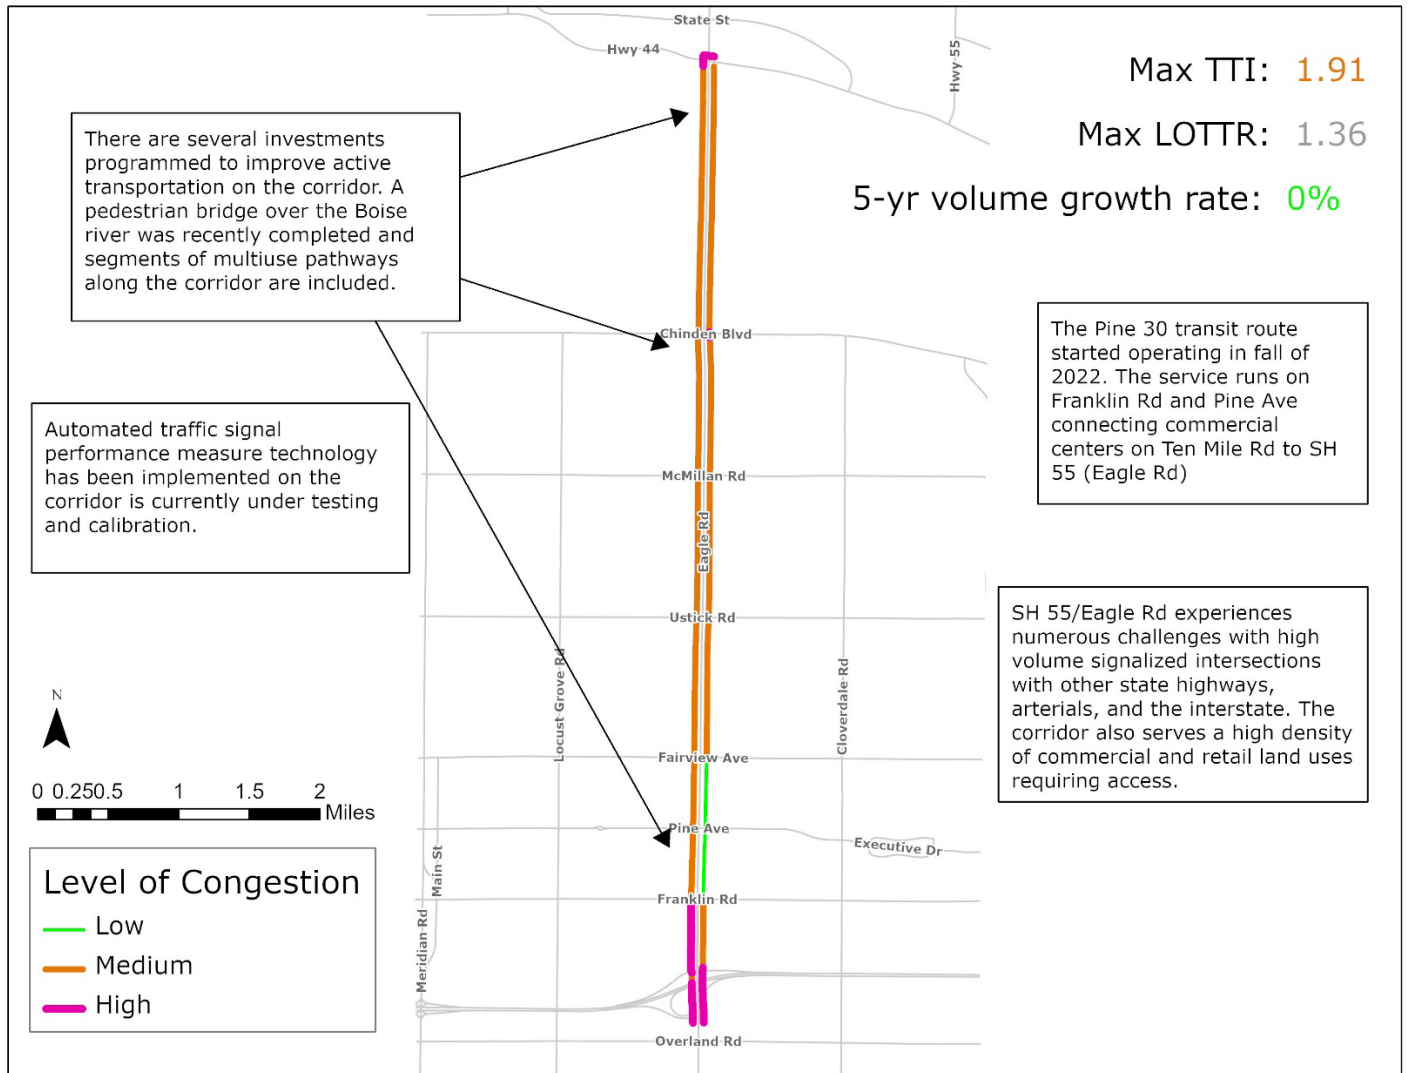 State St
Hwy 44
Hwy 55
Max TTI: 1.91
Max LOTTR: 1.36
5-yr volume growth rate: 0%
There are several investments
programmed to improve active
transportation on the corridor. A
pedestrian bridge over the Boise
river was recently completed and
segments of multiuse pathways
along the corridor are included.
The Pine 30 transit route
started operating in fall of
2022. The service runs on
Franklin Rd and Pine Ave
connecting commercial
centers on Ten Mile Rd to SH
55 (Eagle Rd)
Chinden Blvd
Automated traffic signal
performance measure technology
has been implemented on the
corridor is currently under testing
and calibration.
McMillan Rd
Eagle Rd
Ustick Rd
SH 55/Eagle Rd experiences
numerous challenges with high
volume signalized intersections
with other state highways,
arterials, and the interstate. The
corridor also serves a high density
of commercial and retail land uses
requiring access.
Locust Grove Rd
Cloverdale Rd
Fairview Ave
N
0 0.250.5 1 1.5 2
Miles
Pine Ave
Executive Dr
Main St
Franklin Rd
Meridian Rd
Overland Rd
Level of Congestion
Low
Medium
High